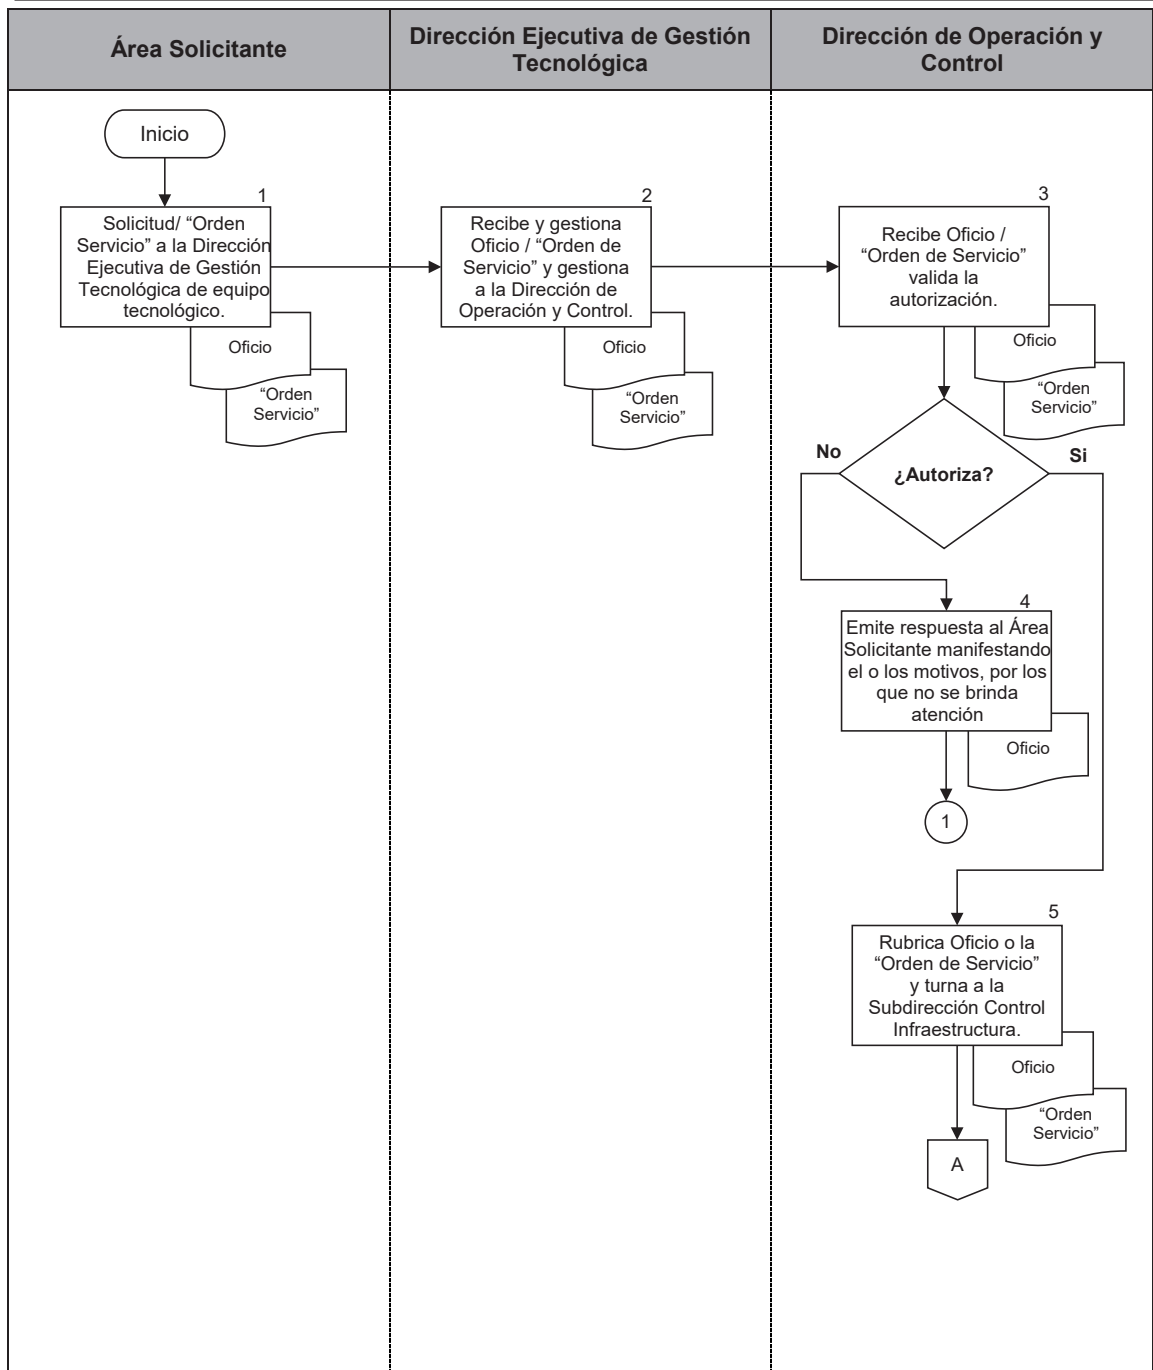 Área Solicitante
Dirección Ejecutiva de Gestión
Tecnológica
Dirección de Operación y
Control
Inicio
1
Solicitud/ “Orden
Servicio” a la Dirección
Ejecutiva de Gestión
Tecnológica de equipo
tecnológico.
Oficio
“Orden
Servicio”
2
Recibe y gestiona
Oficio / “Orden de
Servicio” y gestiona
a la Dirección de
Operación y Control.
Oficio
“Orden
Servicio”
3
Recibe Oficio /
“Orden de Servicio”
valida la
autorización.
Oficio
“Orden
Servicio”
¿Autoriza?
No
Si
4
Emite respuesta al Área
Solicitante manifestando
el o los motivos, por los
que no se brinda
atención
Oficio
1
5
Rubrica Oficio o la
“Orden de Servicio”
y turna a la
Subdirección Control
Infraestructura.
Oficio
“Orden
Servicio”
A